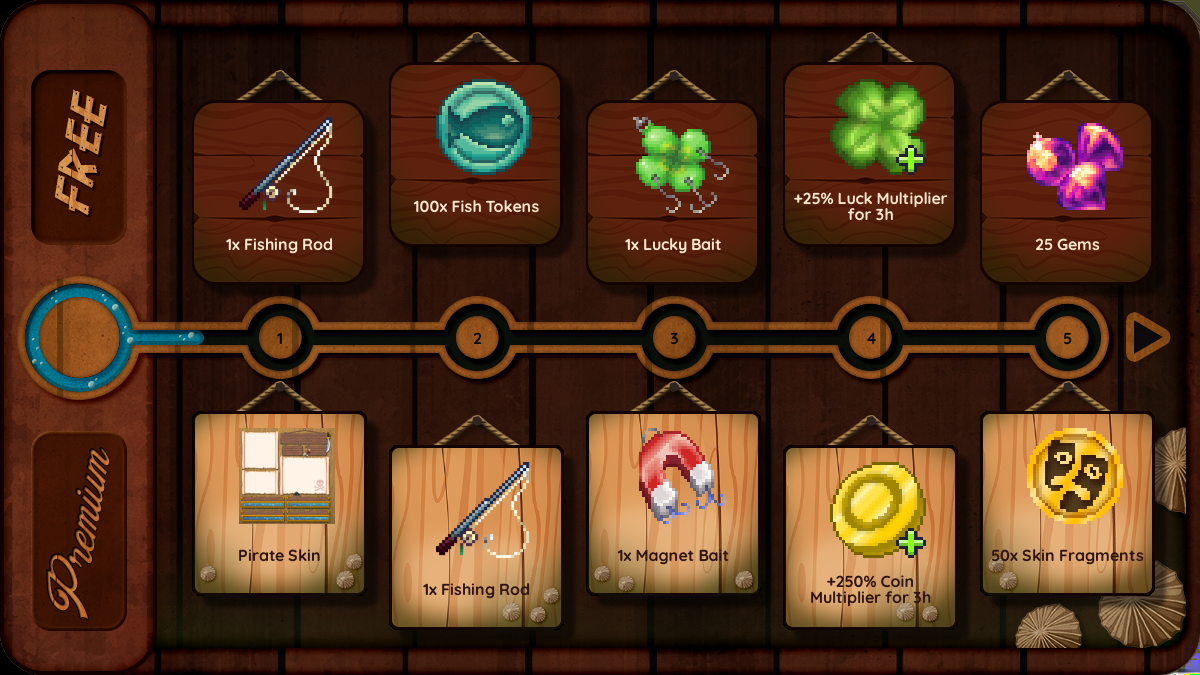 FREE
1x Fishing Rod
100x Fish Tokens
1x Lucky Bait
+25% Luck Multiplier
for 3h
25 Gems
1
2
3
4
5
Premium
Pirate Skin
1x Fishing Rod
1x Magnet Bait
+250% Coin
Multiplier for 3h
50x Skin Fragments